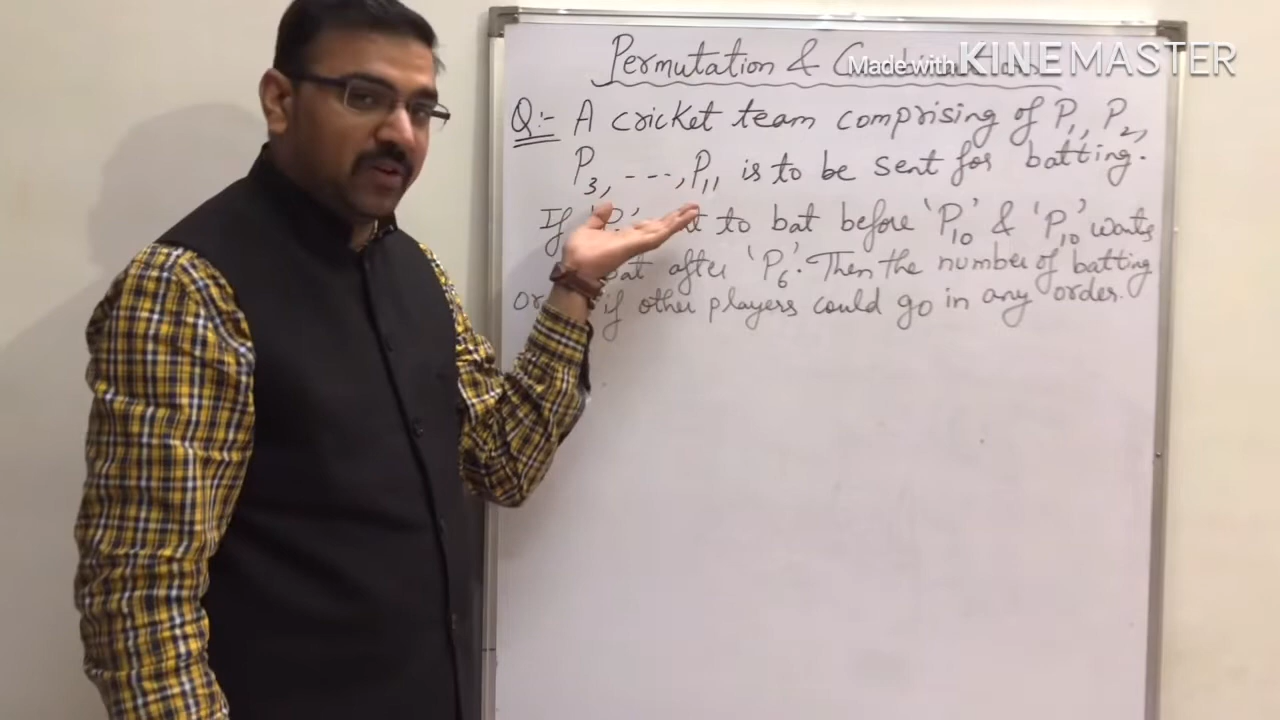 Permutation &
Made with KINEMASTER
Q:- A cricket team comprising of P1, P2,
P3, ---, P11 is to be sent for batting.
If to bat before 'P10' & 'P10' wants
bat after 'P6'. Then the number of batting
if other players could go in any order.